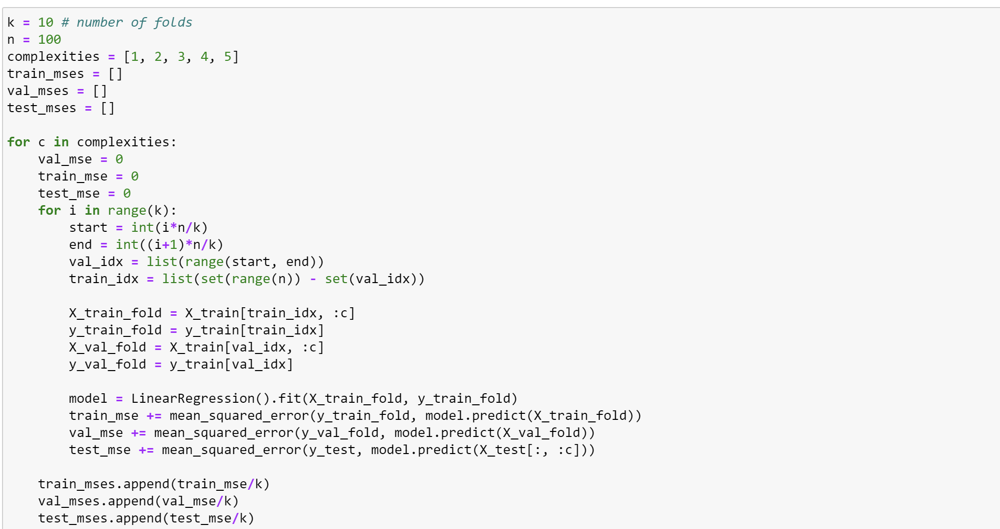 k = 10 # number of folds
n = 100
complexities = [1, 2, 3, 4, 5]
train_mses = []
val_mses = []
test_mses = []

for c in complexities:
    val_mse = 0
    train_mse = 0
    test_mse = 0
    for i in range(k):
        start = int(i*n/k)
        end = int((i+1)*n/k)
        val_idx = list(range(start, end))
        train_idx = list(set(range(n)) - set(val_idx))

        X_train_fold = X_train[train_idx, :c]
        y_train_fold = y_train[train_idx]
        X_val_fold = X_train[val_idx, :c]
        y_val_fold = y_train[val_idx]

        model = LinearRegression().fit(X_train_fold, y_train_fold)
        train_mse += mean_squared_error(y_train_fold, model.predict(X_train_fold))
        val_mse += mean_squared_error(y_val_fold, model.predict(X_val_fold))
        test_mse += mean_squared_error(y_test, model.predict(X_test[:, :c]))

    train_mses.append(train_mse/k)
    val_mses.append(val_mse/k)
    test_mses.append(test_mse/k)